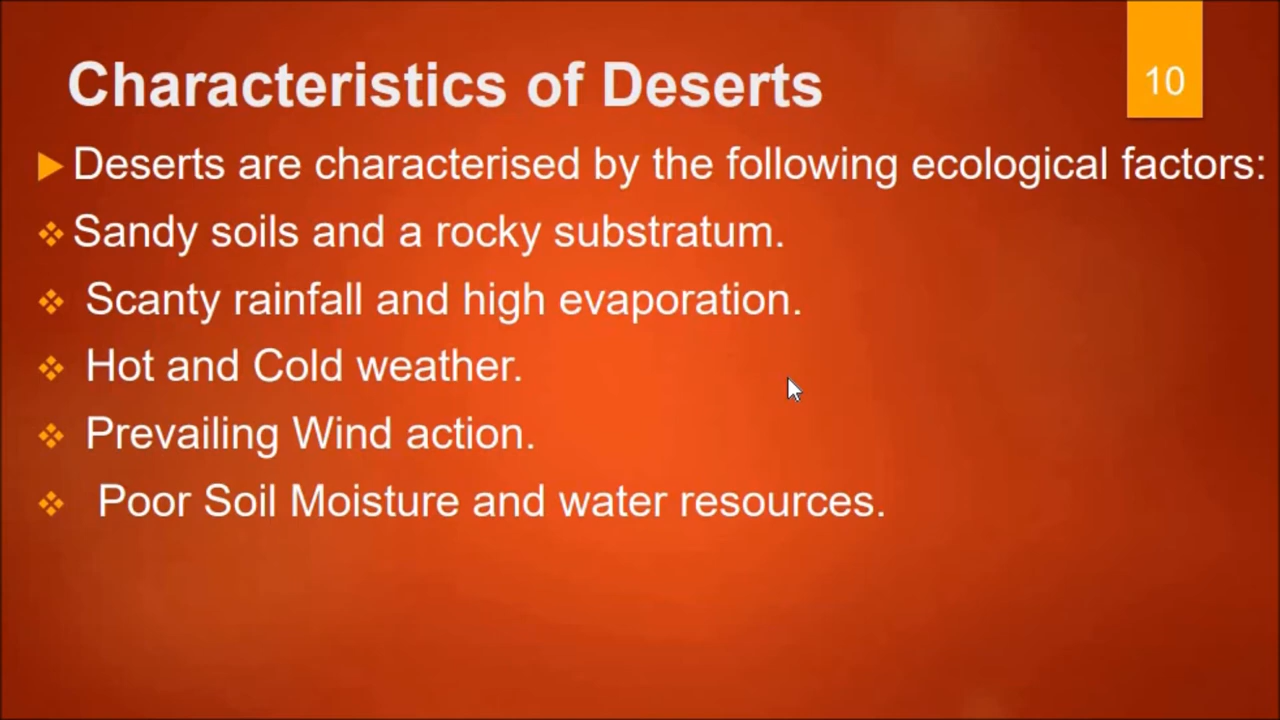 Characteristics of Deserts
10
Deserts are characterised by the following ecological factors:
Sandy soils and a rocky substratum.
Scanty rainfall and high evaporation.
Hot and Cold weather.
Prevailing Wind action.
Poor Soil Moisture and water resources.